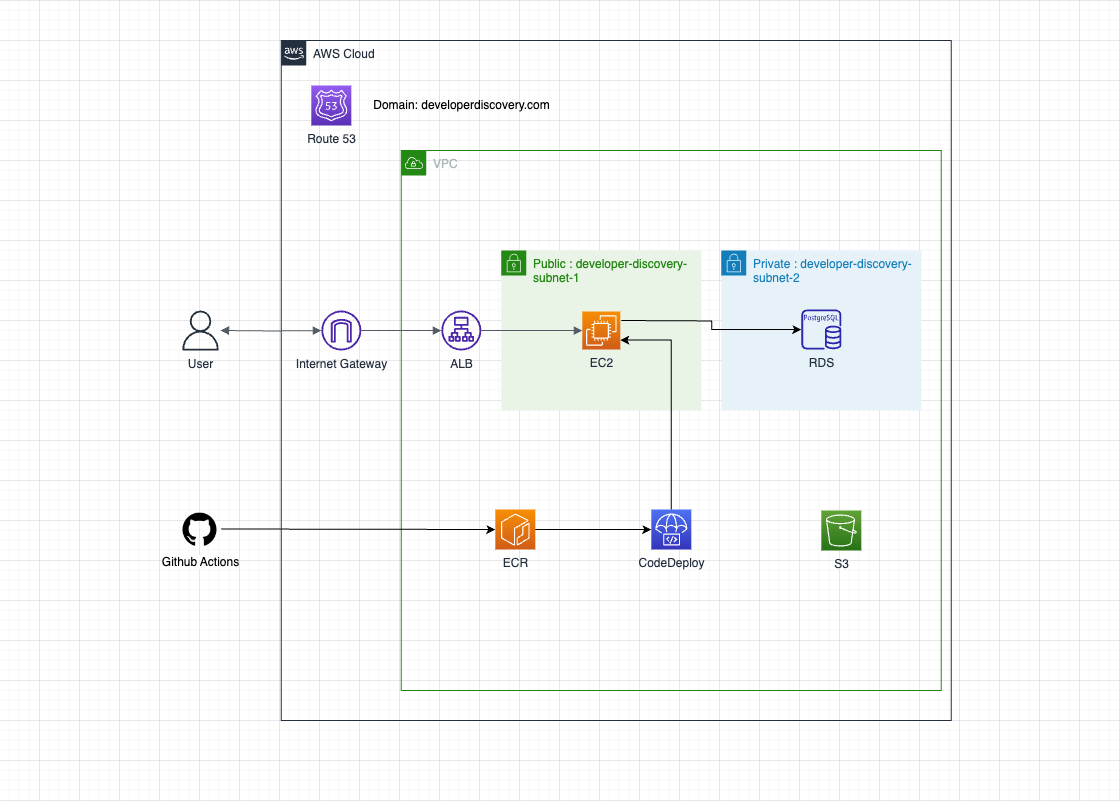 aws
AWS Cloud
53
Domain: developerdiscovery.com
Route 53
VPC
Public : developer-discovery-
subnet-1
Private : developer-discovery-
subnet-2
PostgreSQL
User
Internet Gateway
ALB
EC2
RDS
Github Actions
ECR
CodeDeploy
S3